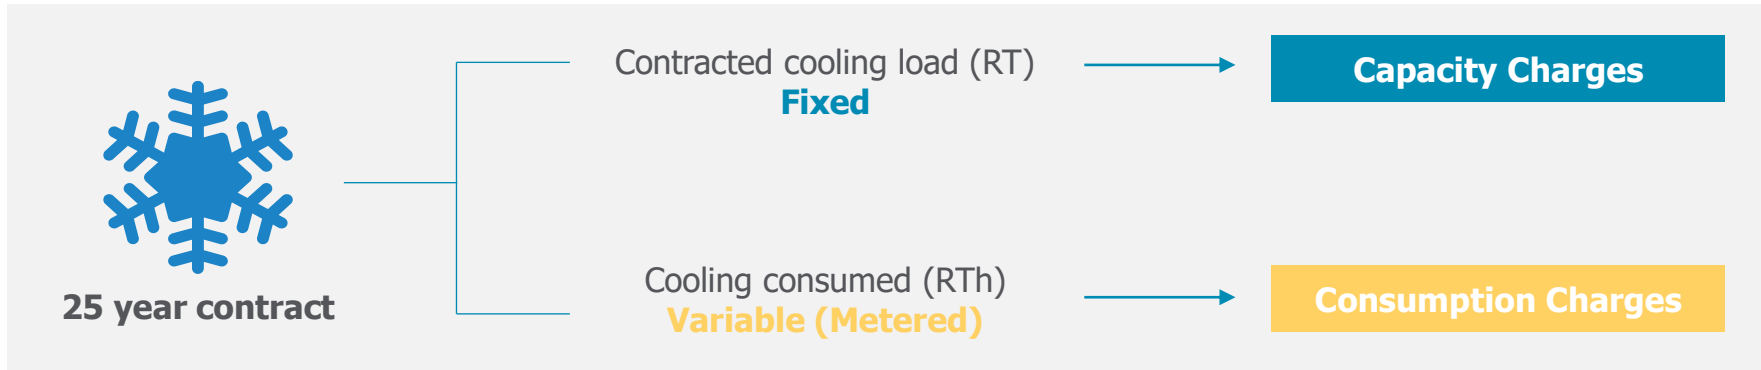 25 year contract
Contracted cooling load (RT)
Fixed
Capacity Charges
Cooling consumed (RTh)
Variable (Metered)
Consumption Charges